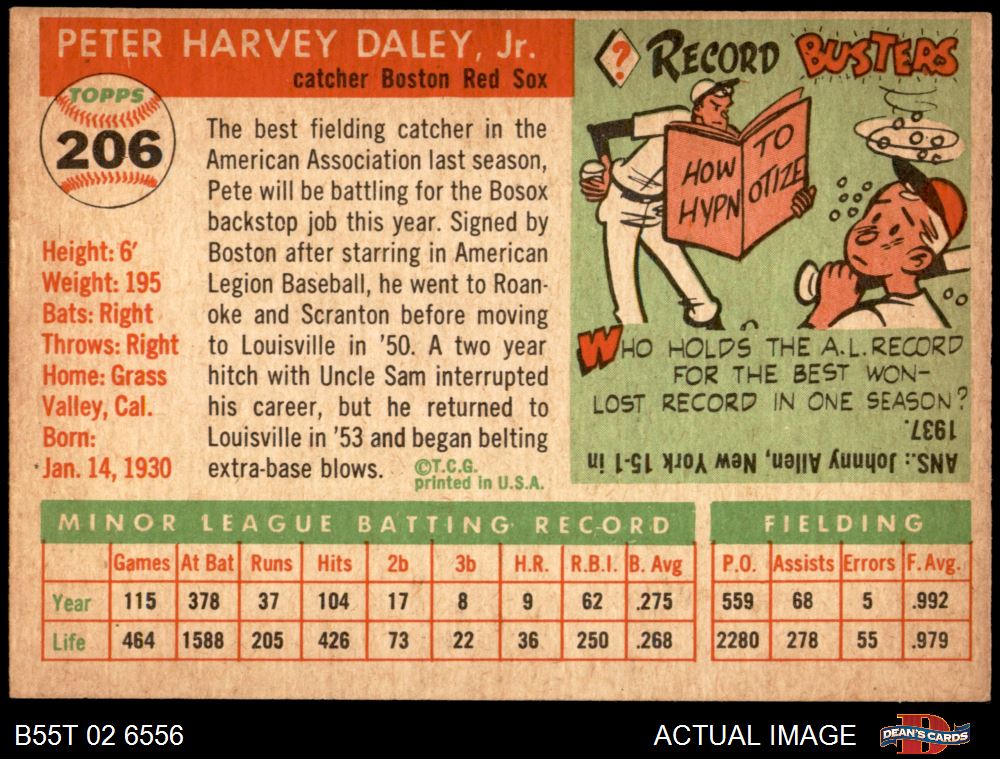 PETER HARVEY DALEY, Jr.
catcher Boston Red Sox
TOPPS
206
The best fielding catcher in the
American Association last season,
Pete will be battling for the Bosox
backstop job this year. Signed by
Boston after starring in American
Legion Baseball, he went to Roan-
oke and Scranton before moving
to Louisville in '50. A two year
hitch with Uncle Sam interrupted
his career, but he returned to
Louisville in '53 and began belting
extra-base blows.
©T.C.G.
printed in U.S.A.
Height: 6'
Weight: 195
Bats: Right
Throws: Right
Home: Grass
Valley, Cal.
Born:
Jan. 14, 1930
? RECORD BUSTERS
HOW TO
HYPNOTIZE
WHO HOLDS THE A.L. RECORD
FOR THE BEST WON-
LOST RECORD IN ONE SEASON?
ANS.: Johnny Allen, New York 15-1 in
1937.
MINOR LEAGUE BATTING RECORD
Games At Bat Runs Hits 2b 3b H.R. R.B.I. B. Avg
Year 115 378 37 104 17 8 9 62 .275
Life 464 1588 205 426 73 22 36 250 .268
FIELDING
P.O. Assists Errors F. Avg.
559 68 5 .992
2280 278 55 .979
B55T 02 6556
ACTUAL IMAGE
D
DEAN'S CARDS